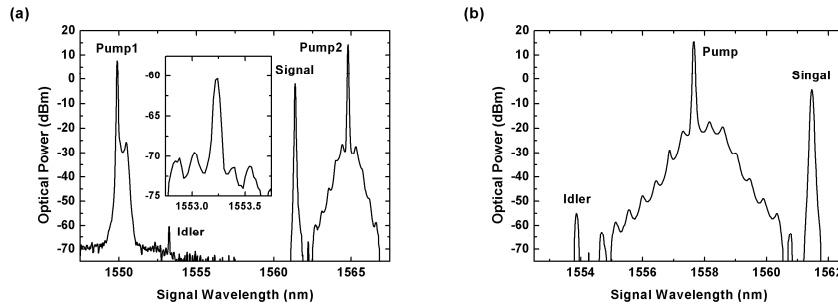 (a)
20
10
0
-10
-20
-30
-40
-50
-60
-70
Optical Power (dBm)
Pump1
Pump2
Signal
Idler
-60
-65
-70
-75
1553.0 1553.5
1550 1555 1560 1565
Signal Wavelength (nm)
(b)
20
10
0
-10
-20
-30
-40
-50
-60
-70
Optical Power (dBm)
Pump
Singal
Idler
1554 1556 1558 1560 1562
Signal Wavelength (nm)